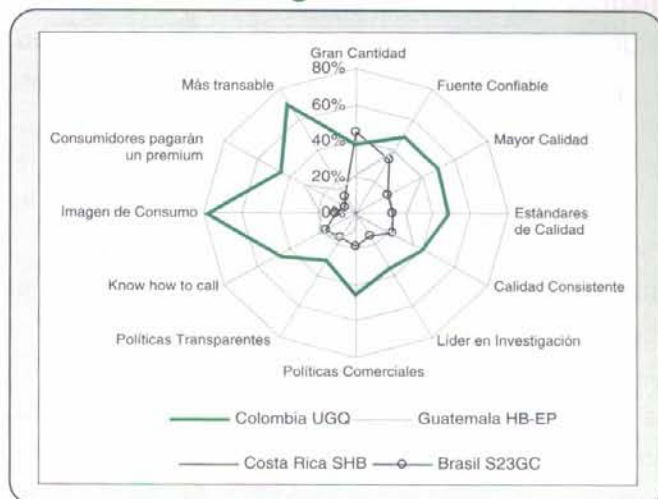 Gran Cantidad
80%
Más transable
Fuente Confiable
60%
Consumidores pagarán
un premium
40%
Mayor Calidad
20%
Imagen de Consumo
0%
Estándares
de Calidad
Know how to call
Calidad Consistente
Políticas Transparentes
Líder en Investigación
Políticas Comerciales
Colombia UGQ
Guatemala HB-EP
Costa Rica SHB
Brasil S23GC